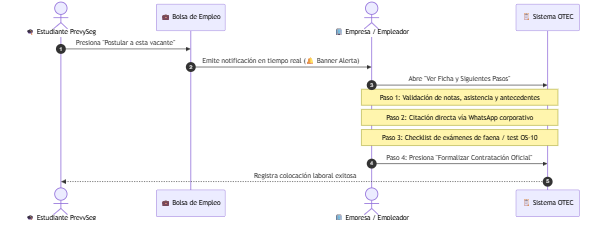 Estudiante PrevySeg
Bolsa de Empleo
Empresa / Empleador
Sistema OTEC
1
Presiona "Postular a esta vacante"
2
Emite notificación en tiempo real (🔔 Banner Alerta)
3
Abre "Ver Ficha y Siguientes Pasos"
Paso 1: Validación de notas, asistencia y antecedentes
Paso 2: Citación directa vía WhatsApp corporativo
Paso 3: Checklist de exámenes de faena / test OS-10
4
Paso 4: Presiona "Formalizar Contratación Oficial"
Registra colocación laboral exitosa
5
Estudiante PrevySeg
Bolsa de Empleo
Empresa / Empleador
Sistema OTEC